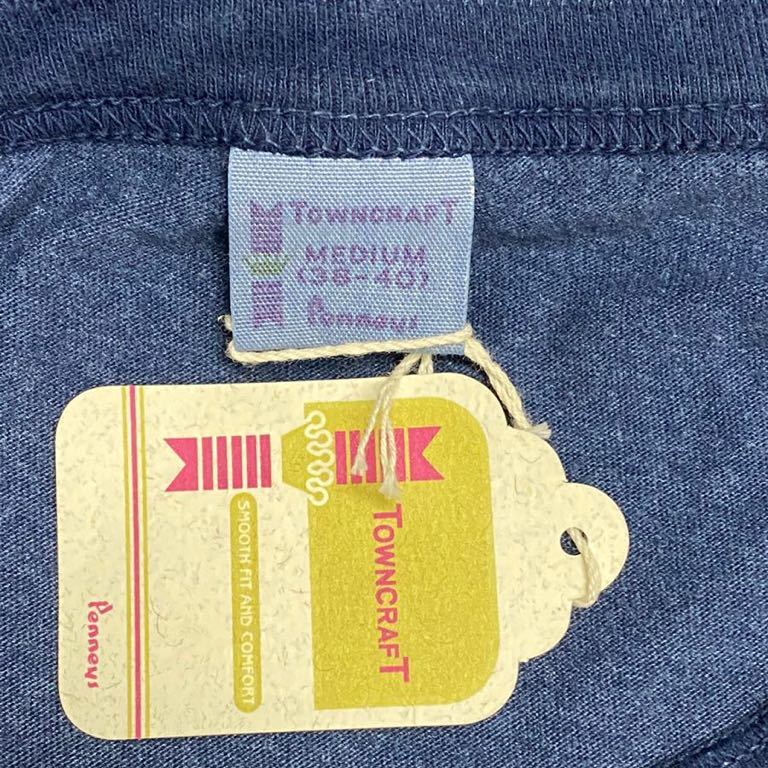 TOWNCRAFT
MEDIUM
(38-40)
Penneys
TOWNCRAFT
SMOOTH FIT AND COMFORT
Penneys